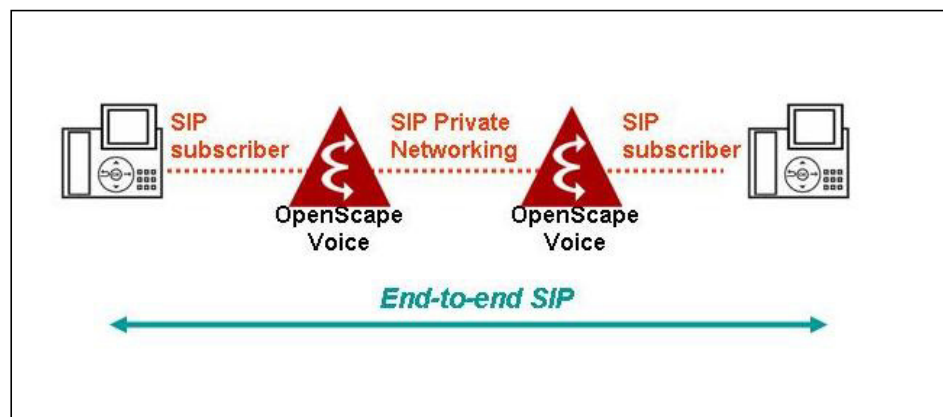 SIP
subscriber
SIP Private
Networking
SIP
subscriber
OpenScape
Voice
OpenScape
Voice
End-to-end SIP